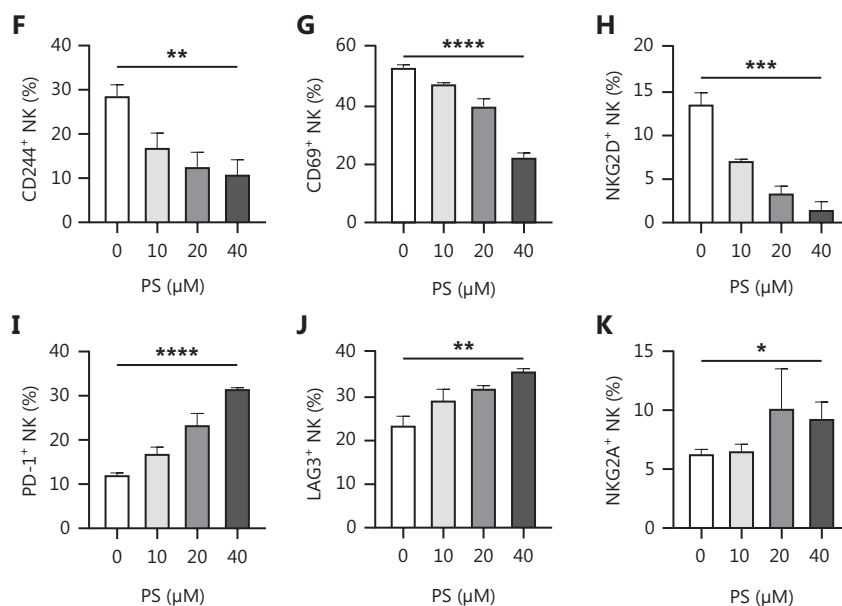 F
CD244⁺ NK (%)
40
30
20
10
0
**
0 10 20 40
PS (µM)
G
CD69⁺ NK (%)
60
40
20
0
****
0 10 20 40
PS (µM)
H
NKG2D⁺ NK (%)
20
15
10
5
0
***
0 10 20 40
PS (µM)
I
PD-1⁺ NK (%)
40
30
20
10
0
****
0 10 20 40
PS (µM)
J
LAG3⁺ NK (%)
40
30
20
10
0
**
0 10 20 40
PS (µM)
K
NKG2A⁺ NK (%)
15
10
5
0
*
0 10 20 40
PS (µM)